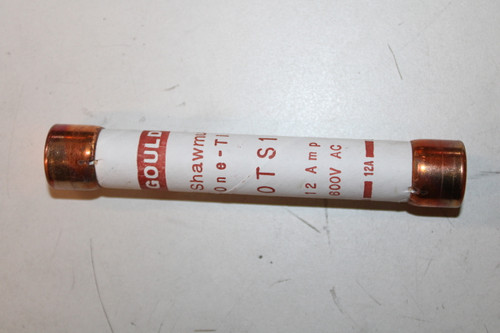 GOULD
Shawmu
One-Ti
OTS1
12 Amp
600V AC
12A